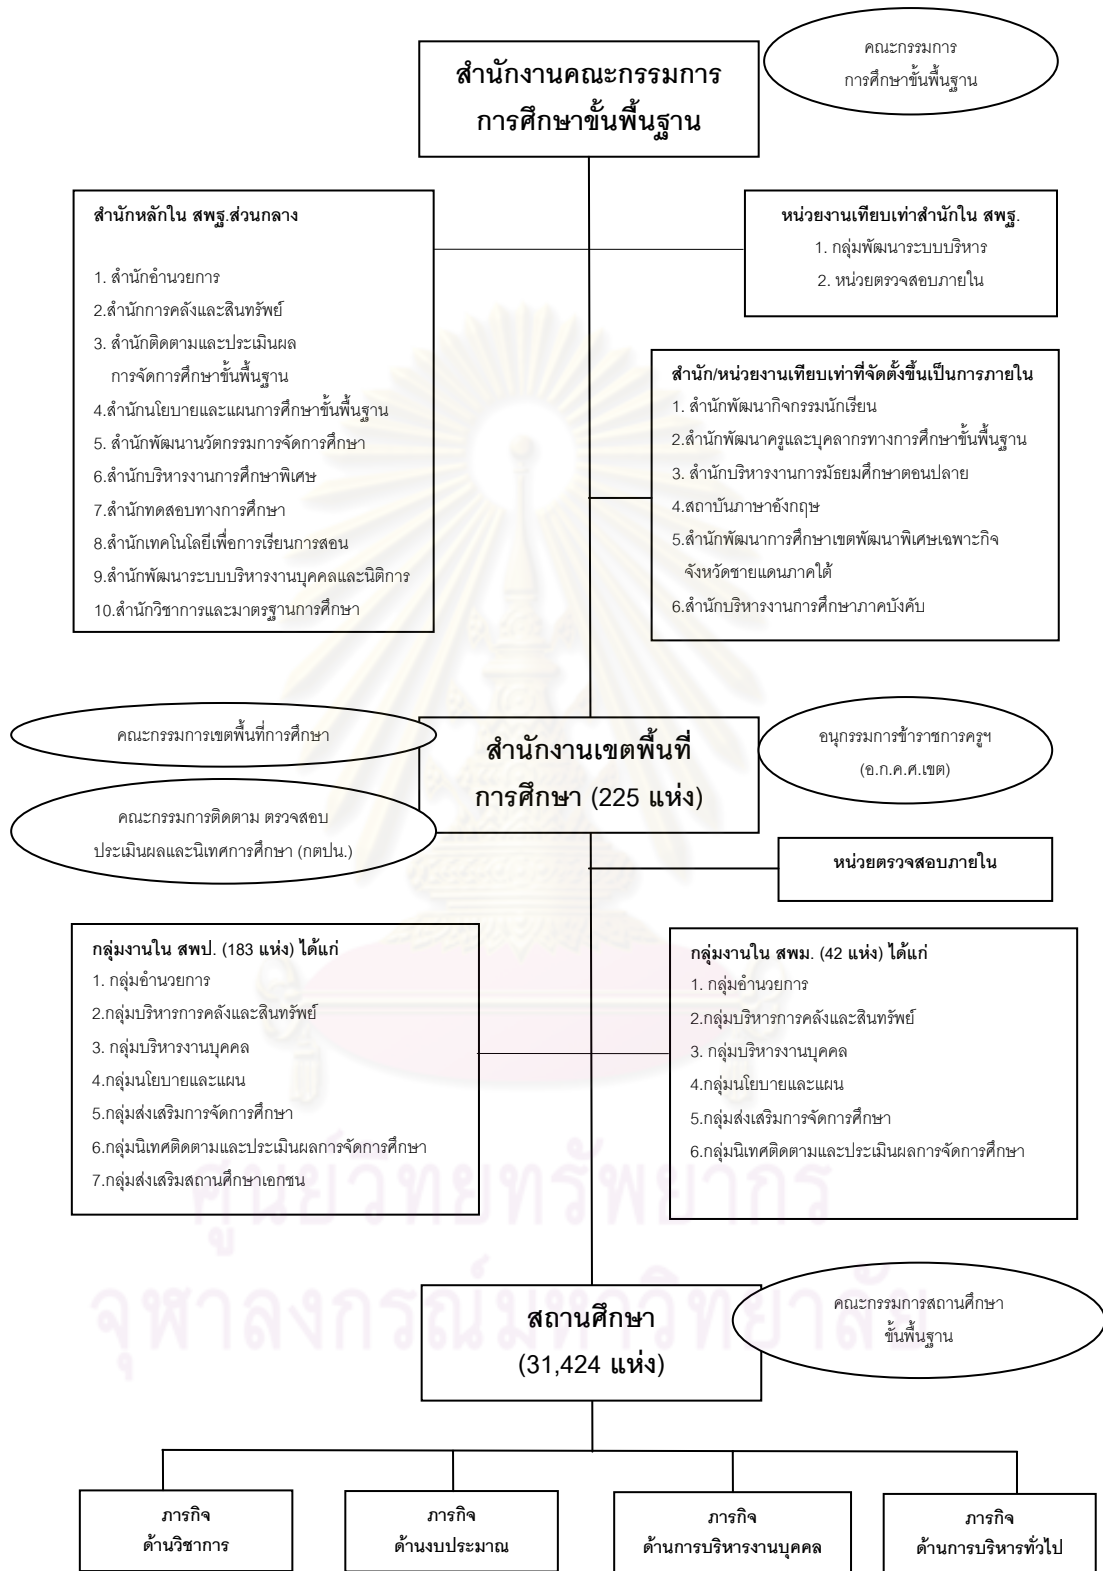 คณะกรรมการ
การศึกษาขั้นพื้นฐาน
สำนักงานคณะกรรมการ
การศึกษาขั้นพื้นฐาน
สำนักหลักใน สพฐ.ส่วนกลาง
1. สำนักอำนวยการ
2.สำนักการคลังและสินทรัพย์
3. สำนักติดตามและประเมินผล
การจัดการศึกษาขั้นพื้นฐาน
4.สำนักนโยบายและแผนการศึกษาขั้นพื้นฐาน
5. สำนักพัฒนานวัตกรรมการจัดการศึกษา
6.สำนักบริหารงานการศึกษาพิเศษ
7.สำนักทดสอบทางการศึกษา
8.สำนักเทคโนโลยีเพื่อการเรียนการสอน
9.สำนักพัฒนาระบบบริหารงานบุคคลและนิติการ
10.สำนักวิชาการและมาตรฐานการศึกษา
หน่วยงานเทียบเท่าสำนักใน สพฐ.
1. กลุ่มพัฒนาระบบบริหาร
2. หน่วยตรวจสอบภายใน
สำนัก/หน่วยงานเทียบเท่าที่จัดตั้งขึ้นเป็นการภายใน
1. สำนักพัฒนากิจกรรมนักเรียน
2.สำนักพัฒนาครูและบุคลากรทางการศึกษาขั้นพื้นฐาน
3. สำนักบริหารงานการมัธยมศึกษาตอนปลาย
4.สถาบันภาษาอังกฤษ
5.สำนักพัฒนาการศึกษาเขตพัฒนาพิเศษเฉพาะกิจ
จังหวัดชายแดนภาคใต้
6.สำนักบริหารงานการศึกษาภาคบังคับ
คณะกรรมการเขตพื้นที่การศึกษา
สำนักงานเขตพื้นที่
การศึกษา (225 แห่ง)
อนุกรรมการข้าราชการครูฯ
(อ.ก.ค.ศ.เขต)
คณะกรรมการติดตาม ตรวจสอบ
ประเมินผลและนิเทศการศึกษา (กตปน.)
หน่วยตรวจสอบภายใน
กลุ่มงานใน สพป. (183 แห่ง) ได้แก่
1. กลุ่มอำนวยการ
2.กลุ่มบริหารการคลังและสินทรัพย์
3. กลุ่มบริหารงานบุคคล
4.กลุ่มนโยบายและแผน
5.กลุ่มส่งเสริมการจัดการศึกษา
6.กลุ่มนิเทศติดตามและประเมินผลการจัดการศึกษา
7.กลุ่มส่งเสริมสถานศึกษาเอกชน
กลุ่มงานใน สพม. (42 แห่ง) ได้แก่
1. กลุ่มอำนวยการ
2.กลุ่มบริหารการคลังและสินทรัพย์
3. กลุ่มบริหารงานบุคคล
4.กลุ่มนโยบายและแผน
5.กลุ่มส่งเสริมการจัดการศึกษา
6.กลุ่มนิเทศติดตามและประเมินผลการจัดการศึกษา
ศูนย์วิทยทรัพยากร
จุฬาลงกรณ์มหาวิทยาลัย
สถานศึกษา
(31,424 แห่ง)
คณะกรรมการสถานศึกษา
ขั้นพื้นฐาน
ภารกิจ
ด้านวิชาการ
ภารกิจ
ด้านงบประมาณ
ภารกิจ
ด้านการบริหารงานบุคคล
ภารกิจ
ด้านการบริหารทั่วไป